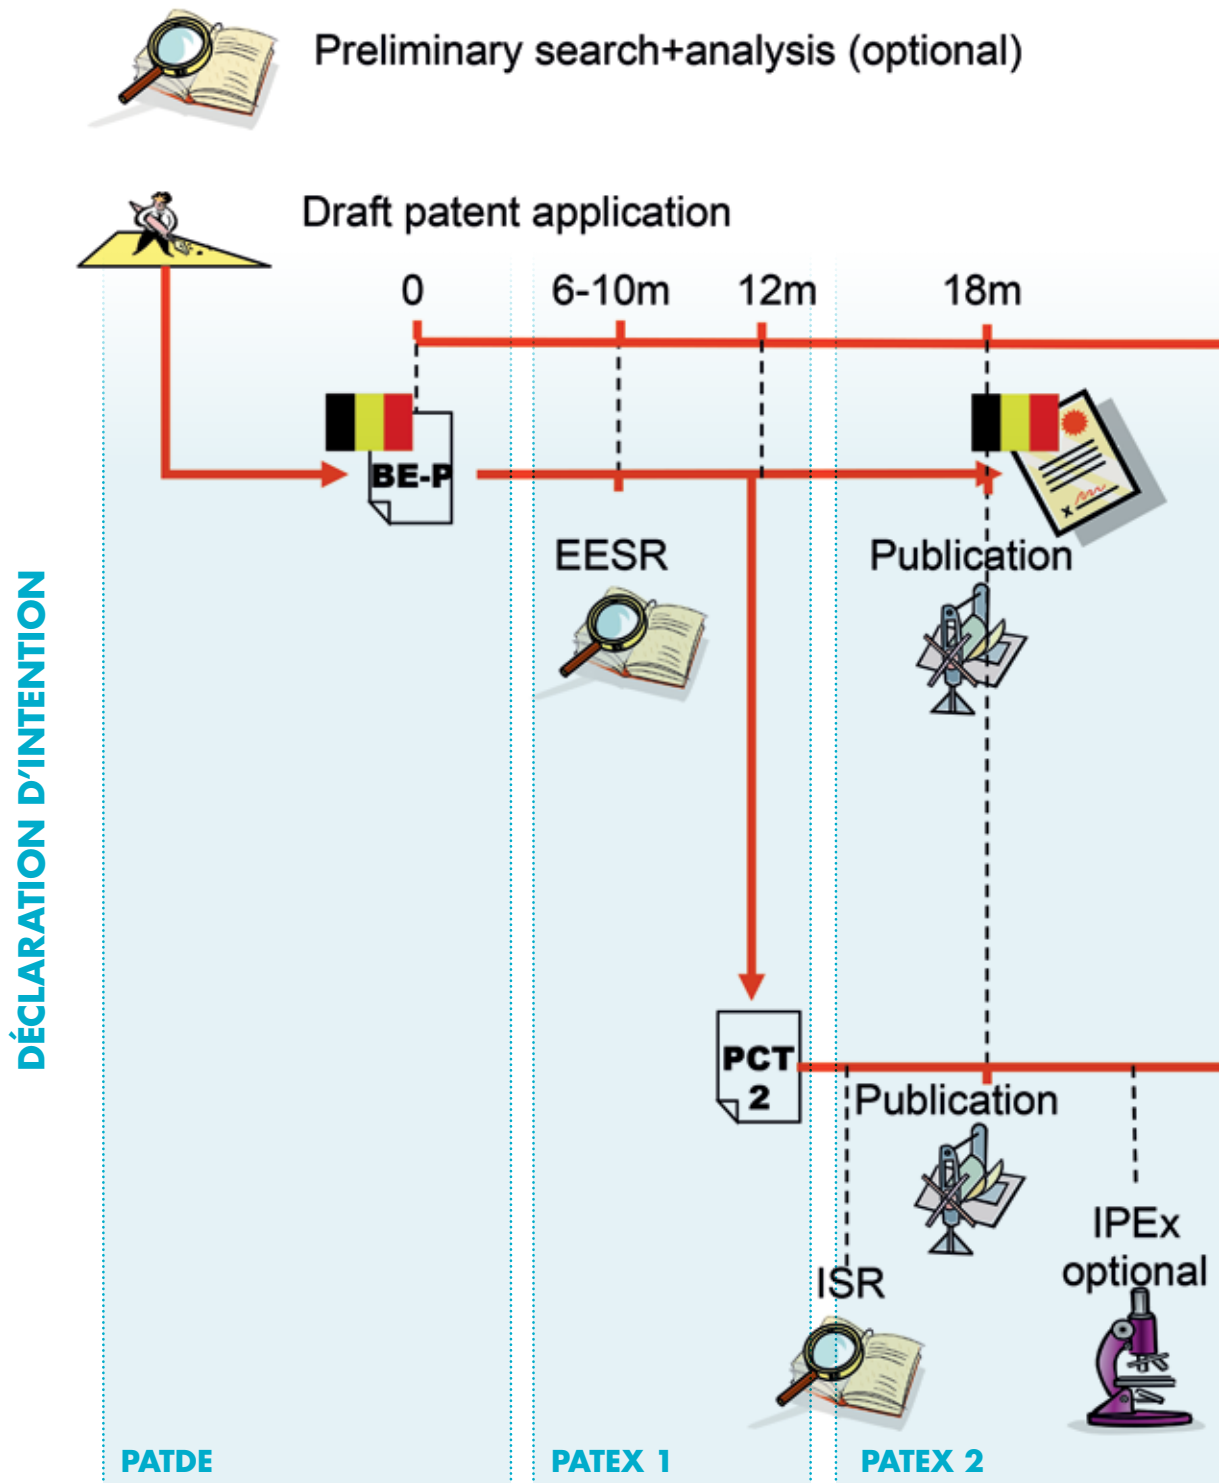 Preliminary search+analysis (optional)
Draft patent application
0
6-10m
12m
18m
BE-P
EESR
Publication
DÉCLARATION D'INTENTION
PCT
2
Publication
IPEx
optional
ISR
PATDE
PATEX 1
PATEX 2